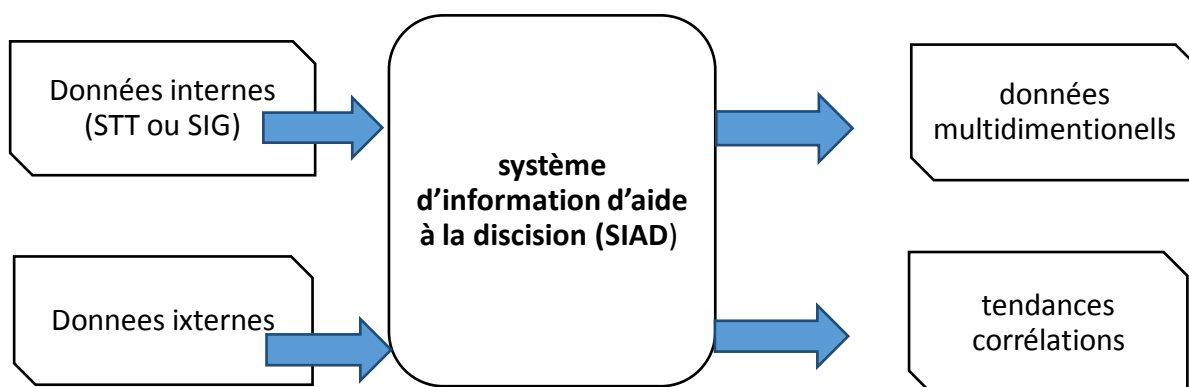 Données internes
(STT ou SIG)
Donnees ixternes
système
d'information d'aide
à la discision (SIAD)
données
multidimentionells
tendances
corrélations